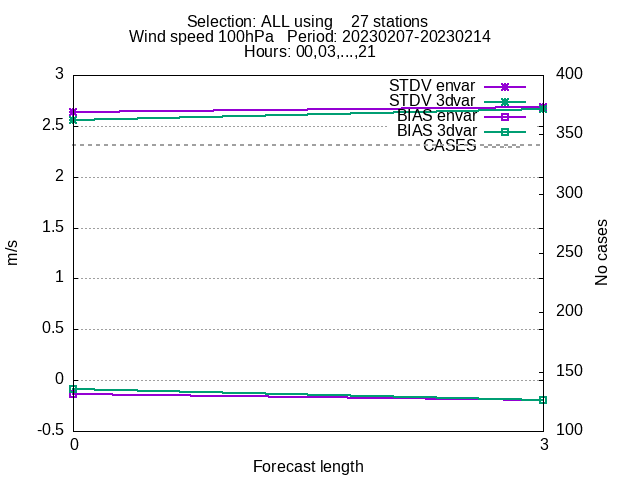 Selection: ALL using    27 stations
Wind speed 100hPa   Period: 20230207-20230214
Hours: 00,03,...,21
3
2.5
2
1.5
1
0.5
0
-0.5
m/s
STDV envar
STDV 3dvar
BIAS envar
BIAS 3dvar
CASES
400
350
300
250
200
150
100
No cases
0
3
Forecast length